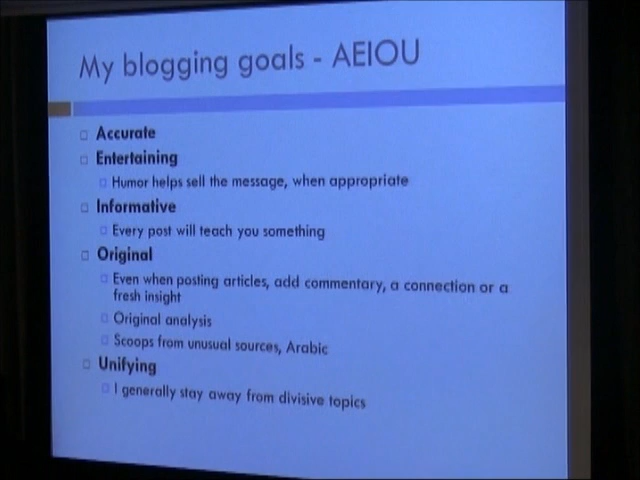 My blogging goals - AEIOU
Accurate
Entertaining
Humor helps sell the message, when appropriate
Informative
Every post will teach you something
Original
Even when posting articles, add commentary, a connection or a
fresh insight
Original analysis
Scoops from unusual sources, Arabic
Unifying
I generally stay away from divisive topics